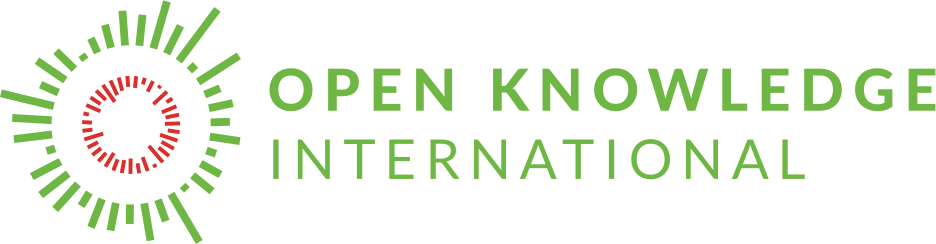 OPEN KNOWLEDGE
INTERNATIONAL